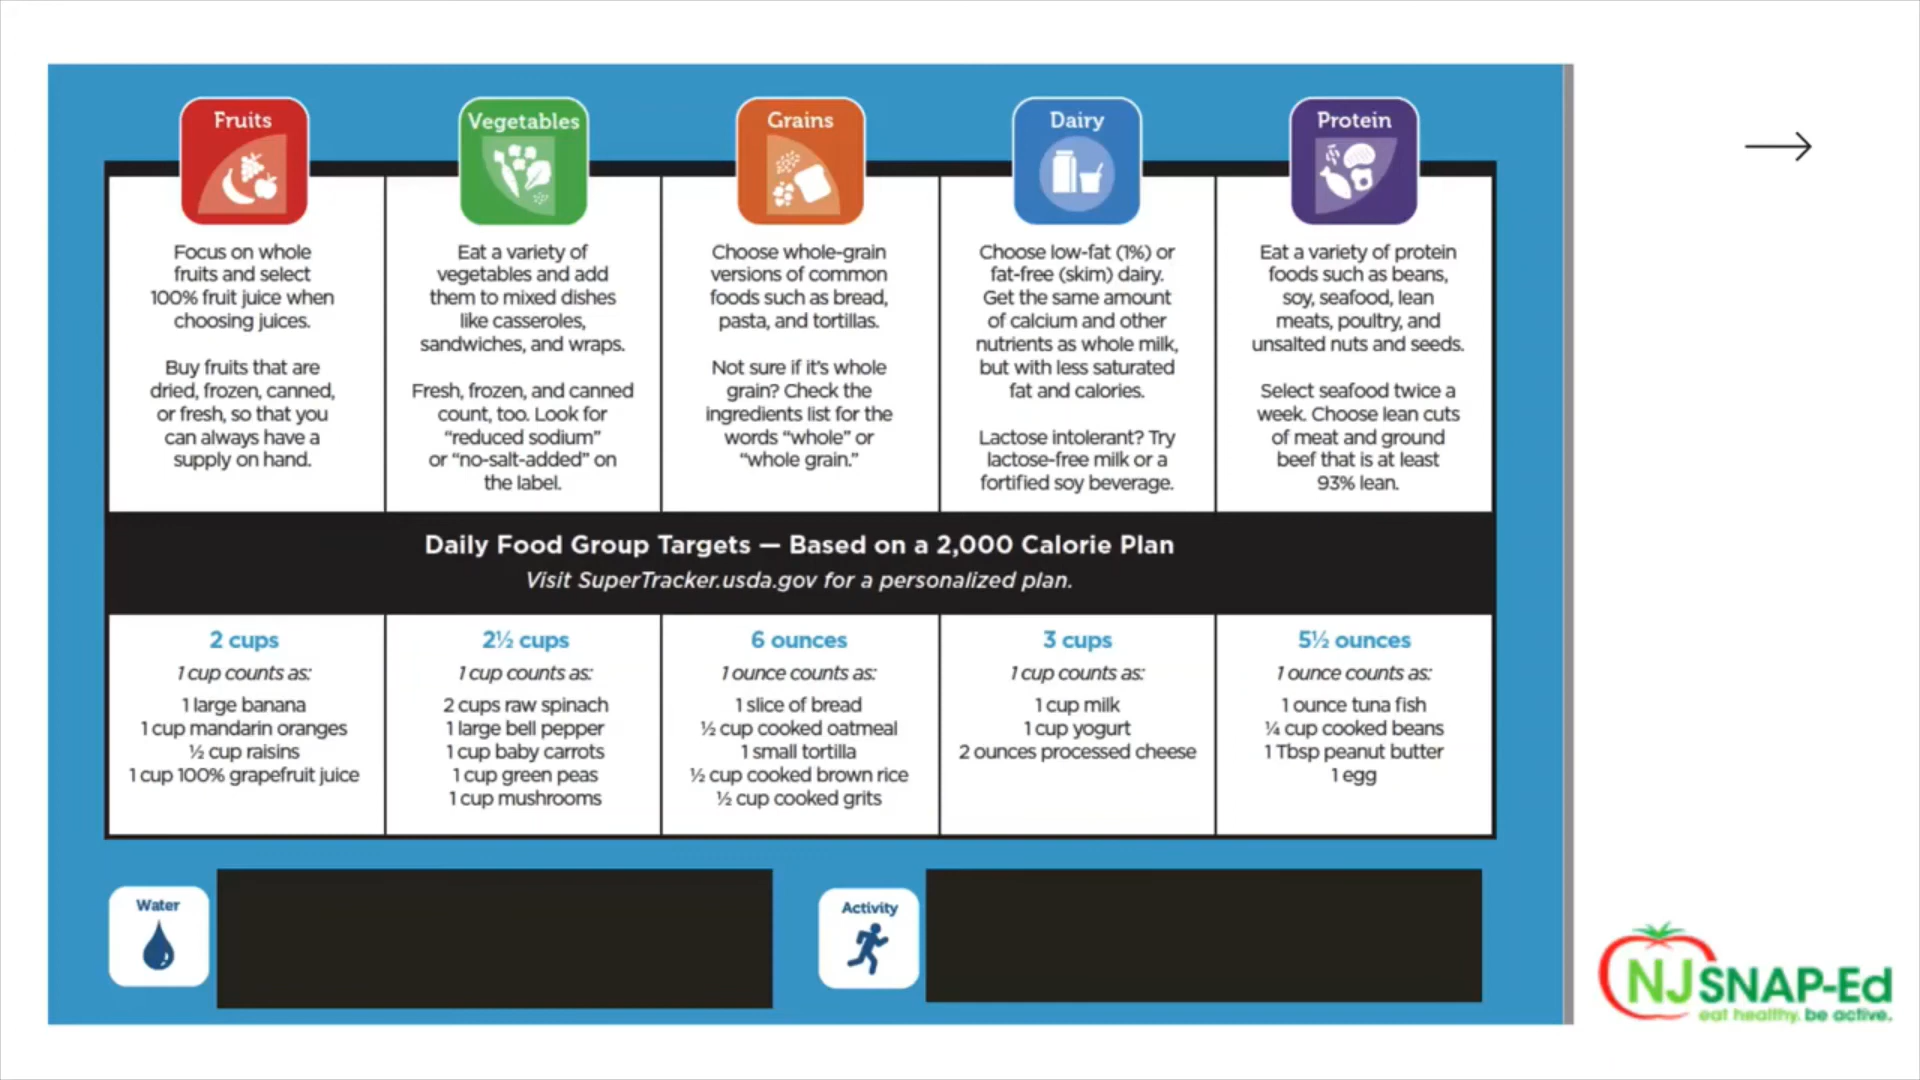 Fruits
Focus on whole
fruits and select
100% fruit juice when
choosing juices.
Buy fruits that are
dried, frozen, canned,
or fresh, so that you
can always have a
supply on hand.
Vegetables
Eat a variety of
vegetables and add
them to mixed dishes
like casseroles,
sandwiches, and wraps.
Fresh, frozen, and canned
count, too. Look for
“reduced sodium”
or “no-salt-added” on
the label.
Grains
Choose whole-grain
versions of common
foods such as bread,
pasta, and tortillas.
Not sure if it’s whole
grain? Check the
ingredients list for the
words “whole” or
“whole grain.”
Dairy
Choose low-fat (1%) or
fat-free (skim) dairy.
Get the same amount
of calcium and other
nutrients as whole milk,
but with less saturated
fat and calories.
Lactose intolerant? Try
lactose-free milk or a
fortified soy beverage.
Protein
Eat a variety of protein
foods such as beans,
soy, seafood, lean
meats, poultry, and
unsalted nuts and seeds.
Select seafood twice a
week. Choose lean cuts
of meat and ground
beef that is at least
93% lean.
Daily Food Group Targets — Based on a 2,000 Calorie Plan
Visit SuperTracker.usda.gov for a personalized plan.
2 cups
1 cup counts as:
1 large banana
1 cup mandarin oranges
½ cup raisins
1 cup 100% grapefruit juice
2½ cups
1 cup counts as:
2 cups raw spinach
1 large bell pepper
1 cup baby carrots
1 cup green peas
1 cup mushrooms
6 ounces
1 ounce counts as:
1 slice of bread
½ cup cooked oatmeal
1 small tortilla
½ cup cooked brown rice
½ cup cooked grits
3 cups
1 cup counts as:
1 cup milk
1 cup yogurt
2 ounces processed cheese
5½ ounces
1 ounce counts as:
1 ounce tuna fish
¼ cup cooked beans
1 Tbsp peanut butter
1 egg
Water
Activity
NJSNAP-Ed
eat healthy. be active.